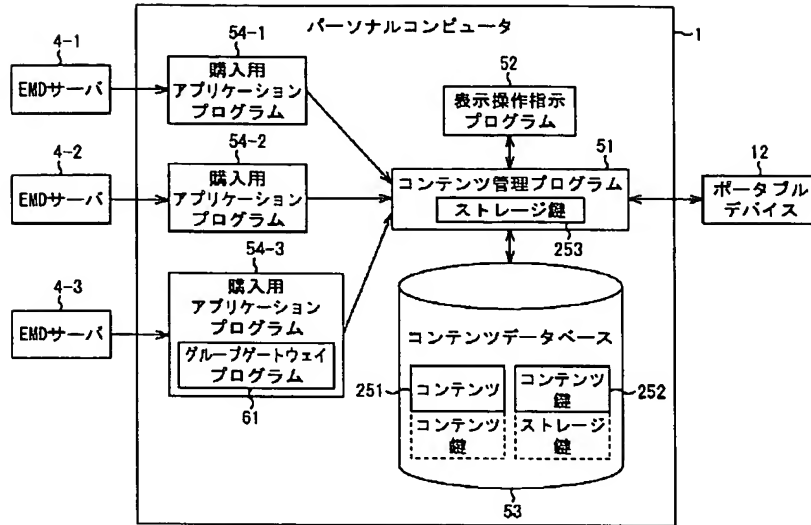 パーソナルコンピュータ
1
4-1
EMDサーバ
54-1
購入用
アプリケーション
プログラム
52
表示操作指示
プログラム
4-2
EMDサーバ
54-2
購入用
アプリケーション
プログラム
51
コンテンツ管理プログラム
ストレージ鍵
253
12
ポータブル
デバイス
4-3
EMDサーバ
54-3
購入用
アプリケーション
プログラム
グループゲートウェイ
プログラム
61
コンテンツデータベース
251
コンテンツ
コンテンツ
鍵
コンテンツ
鍵
252
ストレージ
鍵
53